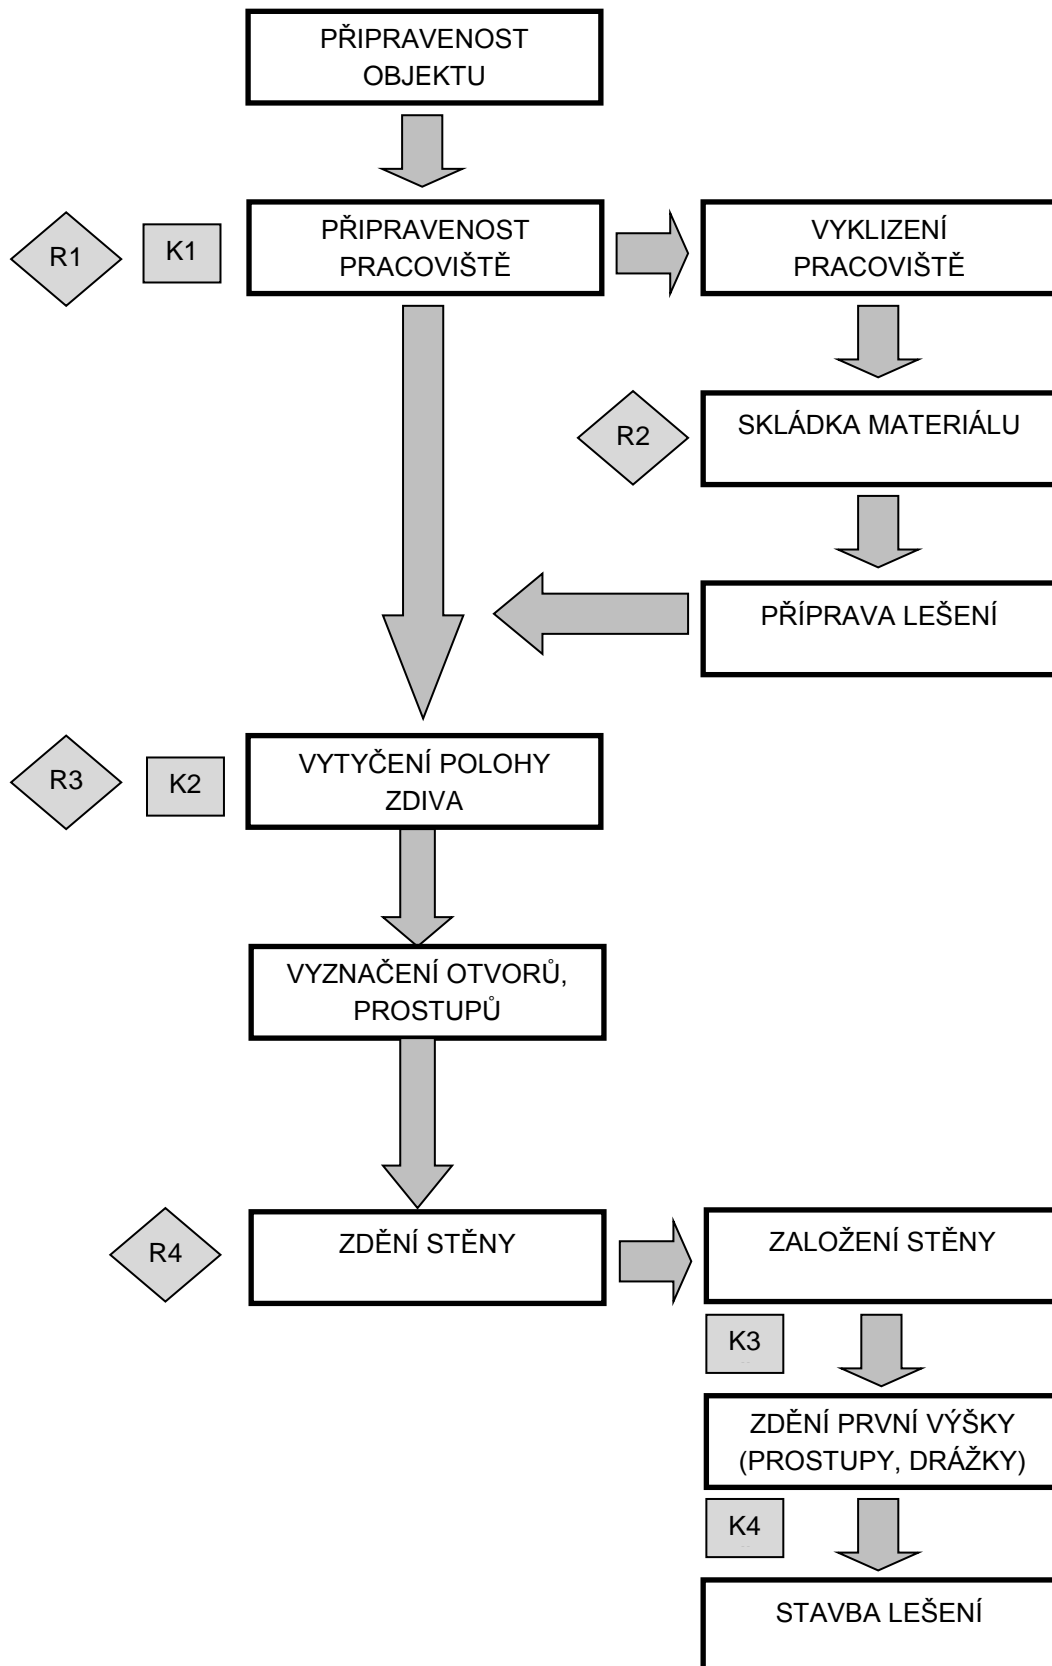 PŘIPRAVENOST
OBJEKTU
R1
K1
PŘIPRAVENOST
PRACOVIŠTĚ
VYKLIZENÍ
PRACOVIŠTĚ
R2
SKLÁDKA MATERIÁLU
PŘÍPRAVA LEŠENÍ
R3
K2
VYTYČENÍ POLOHY
ZDIVA
VYZNAČENÍ OTVORŮ,
PROSTUPŮ
R4
ZDĚNÍ STĚNY
ZALOŽENÍ STĚNY
K3
ZDĚNÍ PRVNÍ VÝŠKY
(PROSTUPY, DRÁŽKY)
K4
STAVBA LEŠENÍ